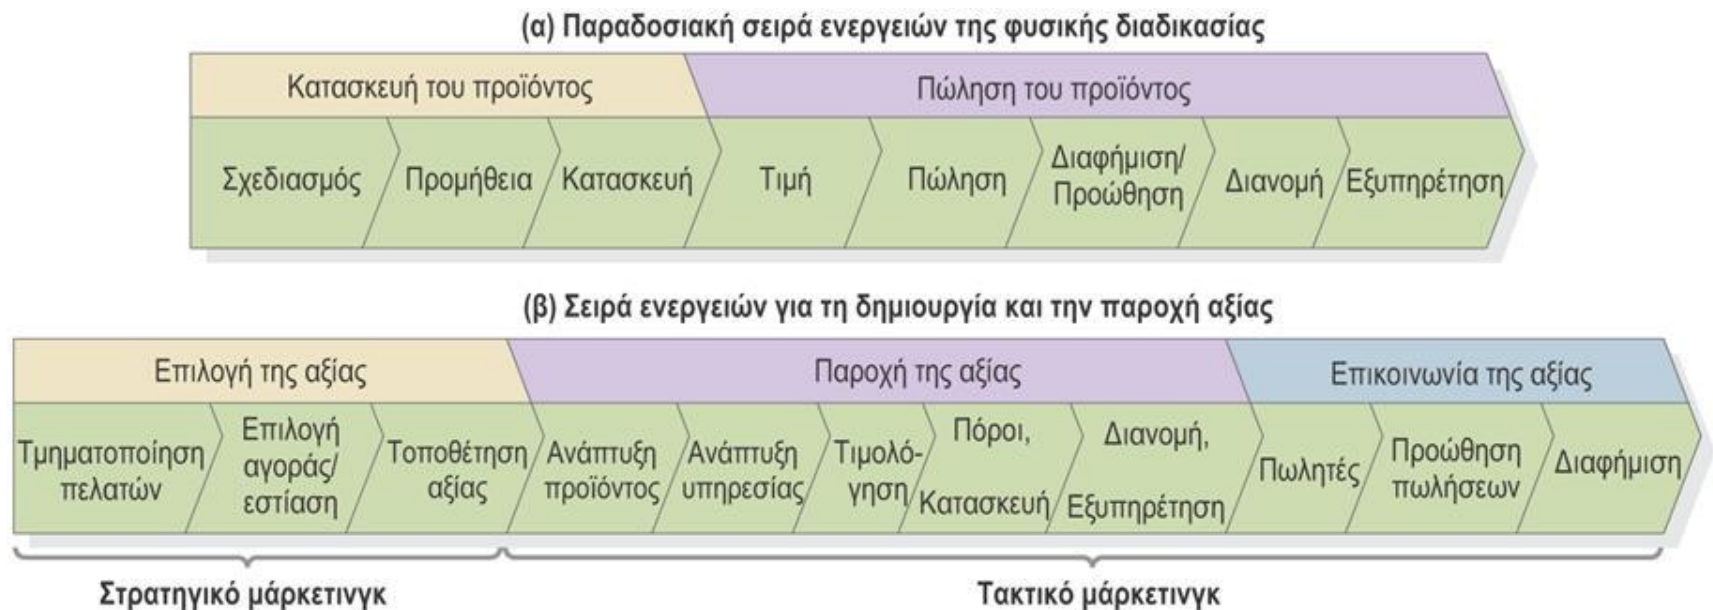 (α) Παραδοσιακή σειρά ενεργειών της φυσικής διαδικασίας
Κατασκευή του προϊόντος
Πώληση του προϊόντος
Σχεδιασμός
Προμήθεια
Κατασκευή
Τιμή
Πώληση
Διαφήμιση/
Προώθηση
Διανομή
Εξυπηρέτηση
(β) Σειρά ενεργειών για τη δημιουργία και την παροχή αξίας
Επιλογή της αξίας
Παροχή της αξίας
Επικοινωνία της αξίας
Τμηματοποίηση
πελατών
Επιλογή
αγοράς/
εστίαση
Τοποθέτηση
αξίας
Ανάπτυξη
προϊόντος
Ανάπτυξη
υπηρεσίας
Τιμολό-
γηση
Πόροι,
Κατασκευή
Διανομή,
Εξυπηρέτηση
Πωλητές
Προώθηση
πωλήσεων
Διαφήμιση
Στρατηγικό μάρκετινγκ
Τακτικό μάρκετινγκ